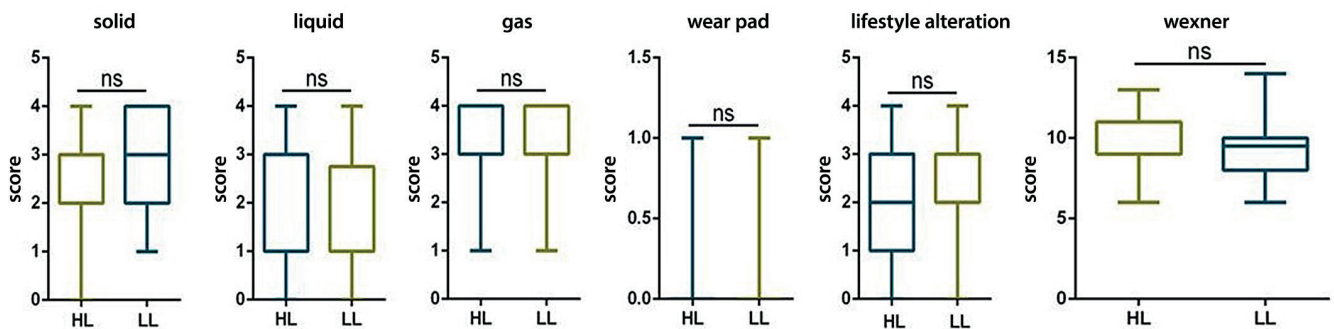 solid
score
5
4
3
2
1
0
ns
HL LL
liquid
score
5
4
3
2
1
0
ns
HL LL
gas
score
5
4
3
2
1
0
ns
HL LL
wear pad
score
1.5
1.0
0.5
0.0
ns
HL LL
lifestyle alteration
score
5
4
3
2
1
0
ns
HL LL
wexner
score
15
10
5
0
ns
HL LL